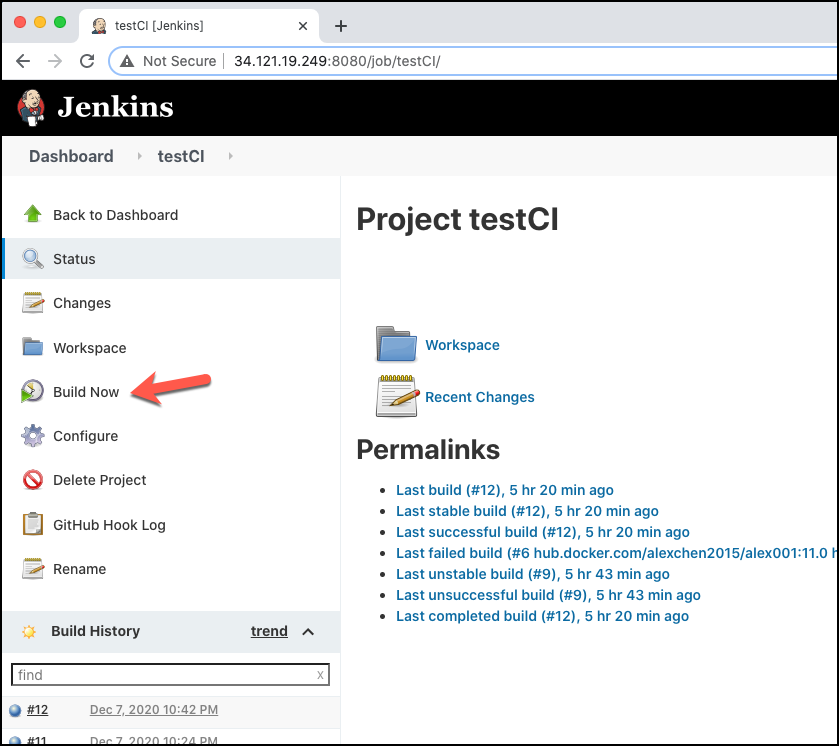 testCI [Jenkins]
Not Secure 34.121.19.249:8080/job/testCI/
Jenkins
Dashboard testCI
Back to Dashboard
Status
Changes
Workspace
Build Now
Configure
Delete Project
GitHub Hook Log
Rename
Build History trend
find x
#12 Dec 7, 2020 10:42 PM
#11 Dec 7, 2020 10:24 PM
Project testCI
Workspace
Recent Changes
Permalinks
Last build (#12), 5 hr 20 min ago
Last stable build (#12), 5 hr 20 min ago
Last successful build (#12), 5 hr 20 min ago
Last failed build (#6 hub.docker.com/alexchen2015/alex001:11.0 h
Last unstable build (#9), 5 hr 43 min ago
Last unsuccessful build (#9), 5 hr 43 min ago
Last completed build (#12), 5 hr 20 min ago